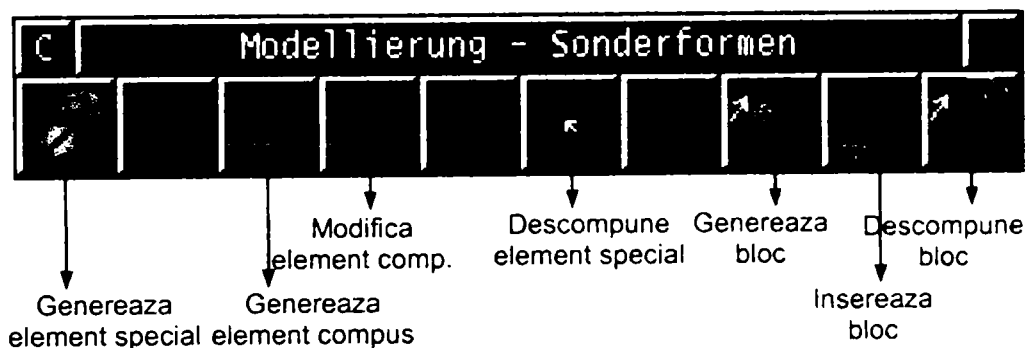 C Modellierung - Sonderformen
Modifica
element comp.
Descompune
element special
Genereaza
bloc
Descompune
bloc
Genereaza
element special
Genereaza
element compus
Insereaza
bloc